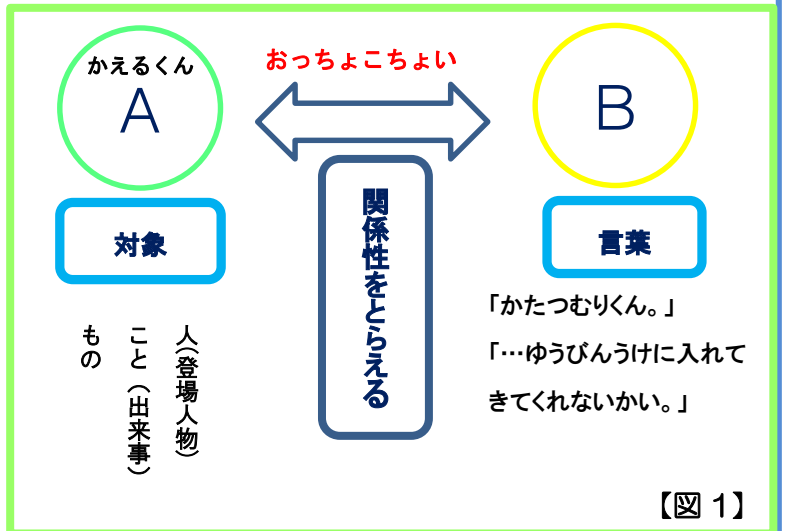 かえるくん
A
おっちょこちょい
B
対象
関係性をとらえる
言葉
人(登場人物)
こと(出来事)
もの
「かたつむりくん。」
「…ゆうびんうけに入れて
きてくれないかい。」
【図 1】